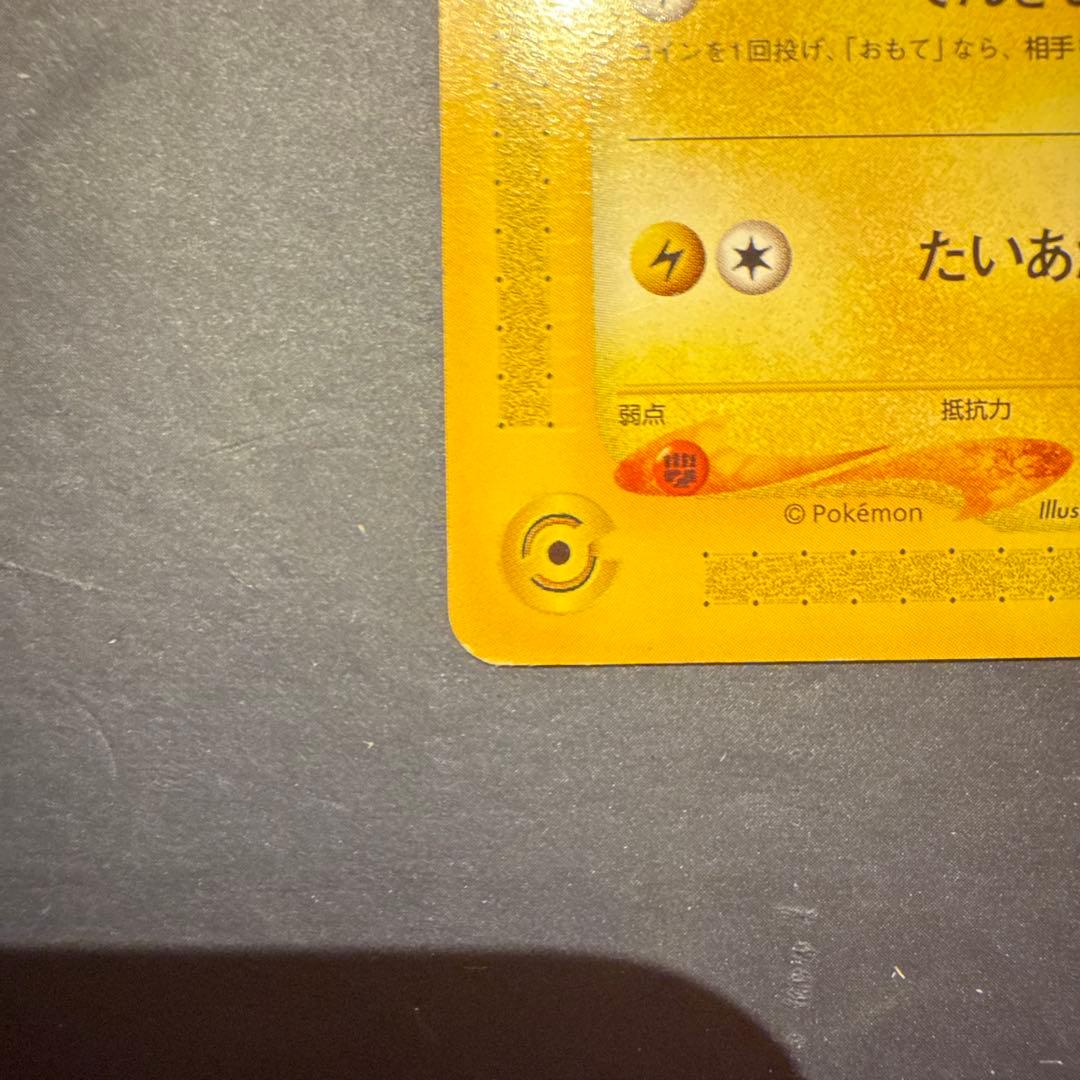 コインを1回投げ、「おもて」なら、相手
たいあ
弱点 抵抗力
© Pokémon Illus